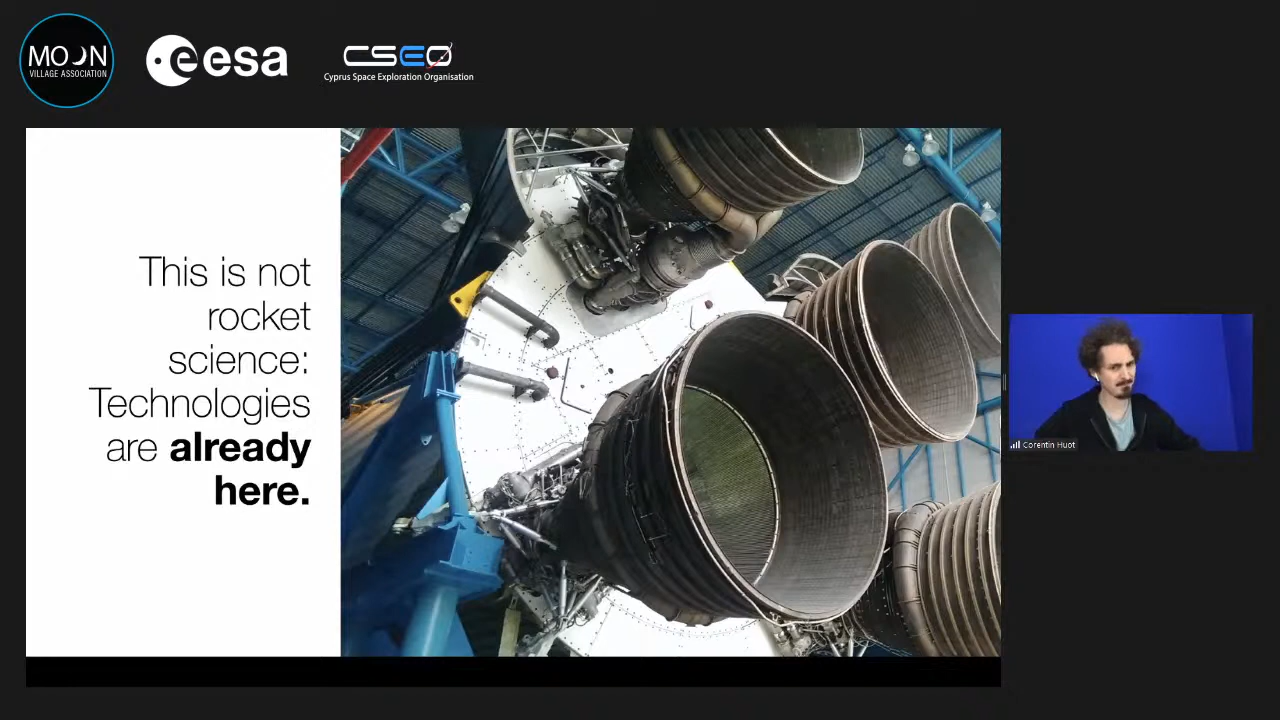 MOON
VILLAGE ASSOCIATION
esa
CSEO
Cyprus Space Exploration Organisation
This is not
rocket
science:
Technologies
are already
here.
Corentin Huot